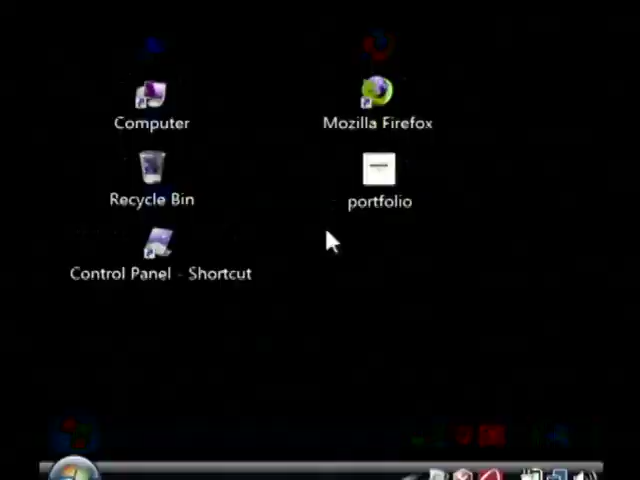 Computer
Mozilla Firefox
Recycle Bin
portfolio
Control Panel - Shortcut